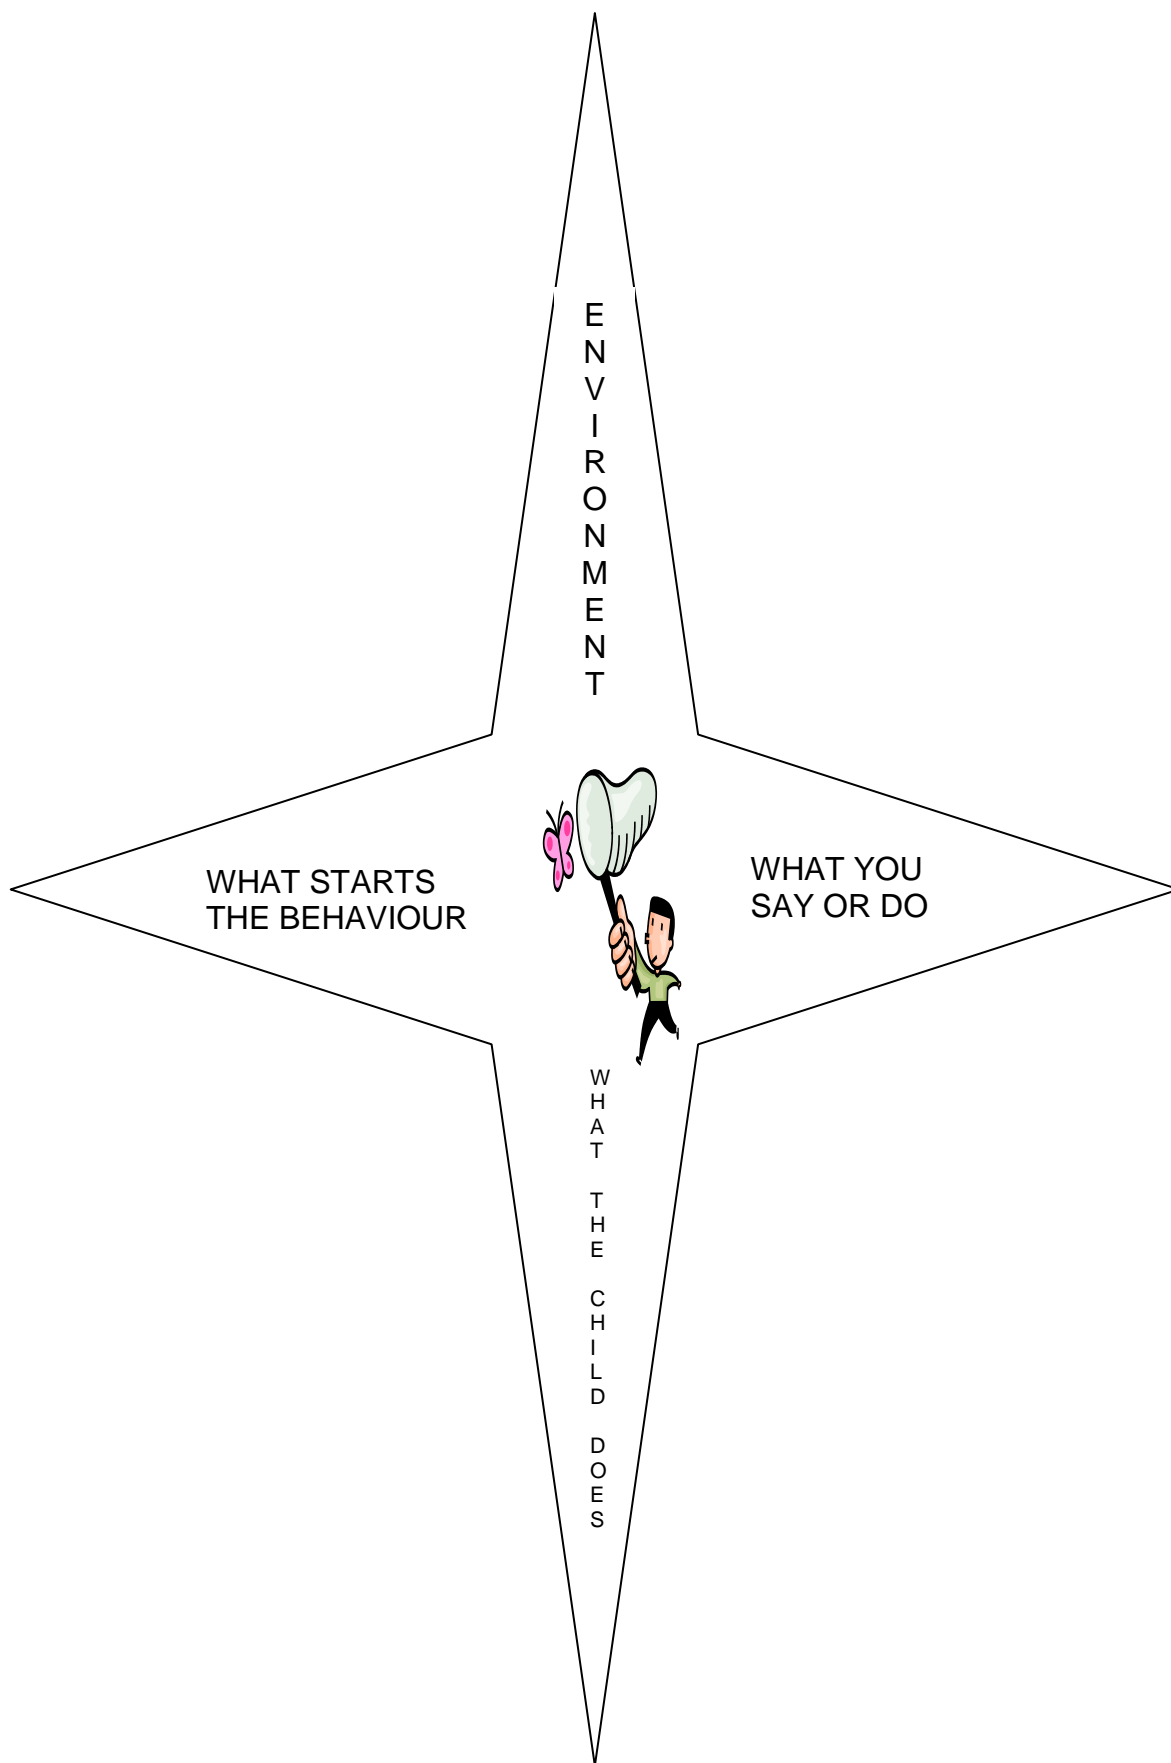 ENVIRONMENT
WHAT STARTS
THE BEHAVIOUR
WHAT YOU
SAY OR DO
WHAT THE CHILD DOES